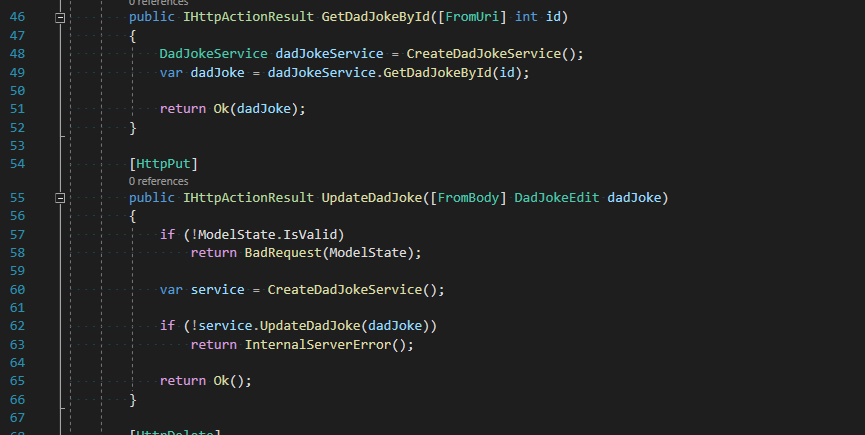 0 references
46 public IHttpActionResult GetDadJokeById([FromUri] int id)
47 {
48 DadJokeService dadJokeService = CreateDadJokeService();
49 var dadJoke = dadJokeService.GetDadJokeById(id);
50
51 return Ok(dadJoke);
52 }
53
54 [HttpPut]
0 references
55 public IHttpActionResult UpdateDadJoke([FromBody] DadJokeEdit dadJoke)
56 {
57 if (!ModelState.IsValid)
58 return BadRequest(ModelState);
59
60 var service = CreateDadJokeService();
61
62 if (!service.UpdateDadJoke(dadJoke))
63 return InternalServerError();
64
65 return Ok();
66 }
67
68 [HttpDelete]